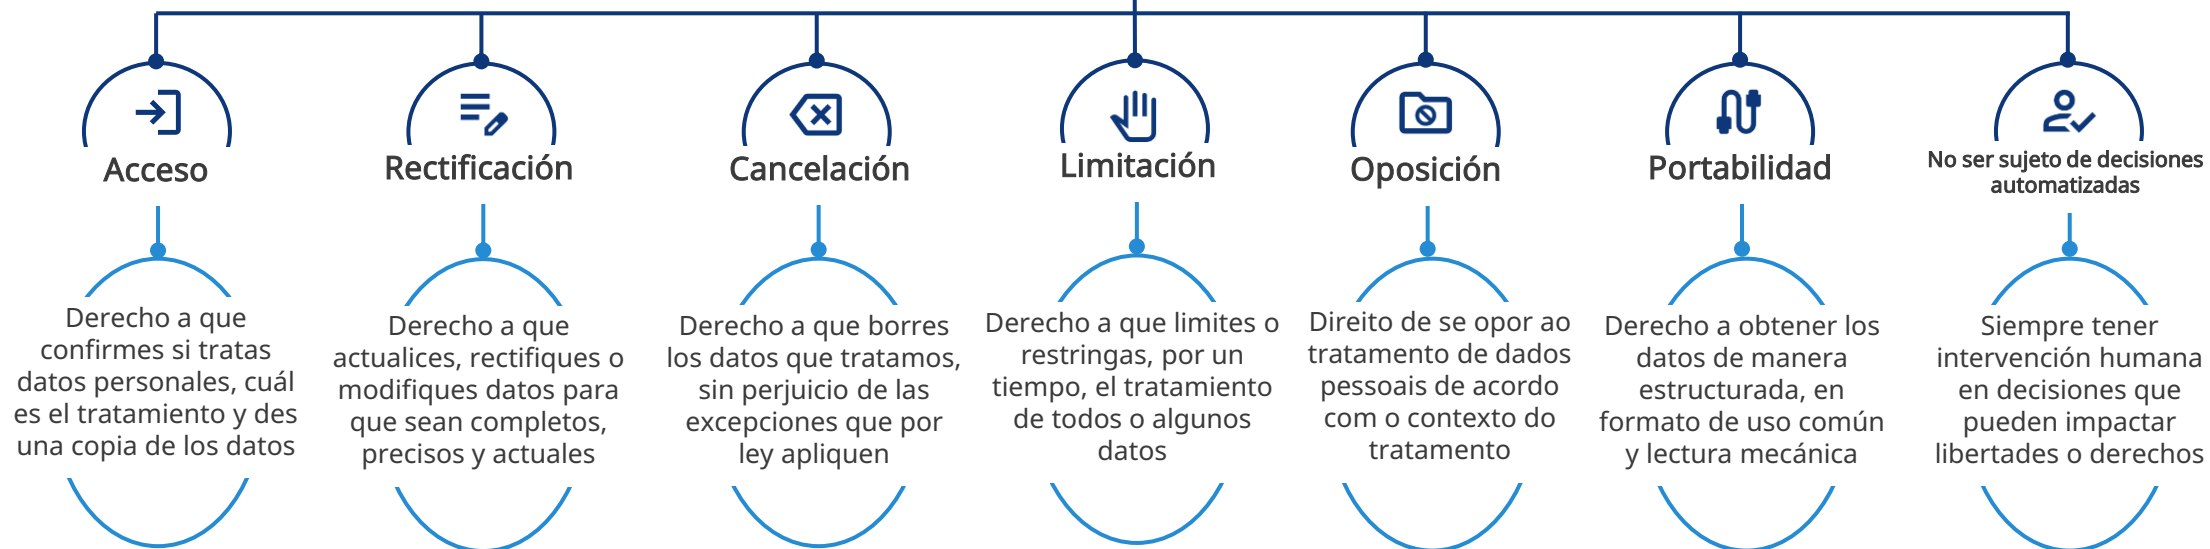 Acceso
Derecho a que
confirmes si tratas
datos personales, cuál
es el tratamiento y des
una copia de los datos
Rectificación
Derecho a que
actualices, rectifiques o
modifiques datos para
que sean completos,
precisos y actuales
Cancelación
Derecho a que borres
los datos que tratamos,
sin perjuicio de las
excepciones que por
ley apliquen
Limitación
Derecho a que limites o
restringas, por un
tiempo, el tratamiento
de todos o algunos
datos
Oposición
Direito de se opor ao
tratamento de dados
pessoais de acordo
com o contexto do
tratamento
Portabilidad
Derecho a obtener los
datos de manera
estructurada, en
formato de uso común
y lectura mecánica
No ser sujeto de decisiones
automatizadas
Siempre tener
intervención humana
en decisiones que
pueden impactar
libertades o derechos